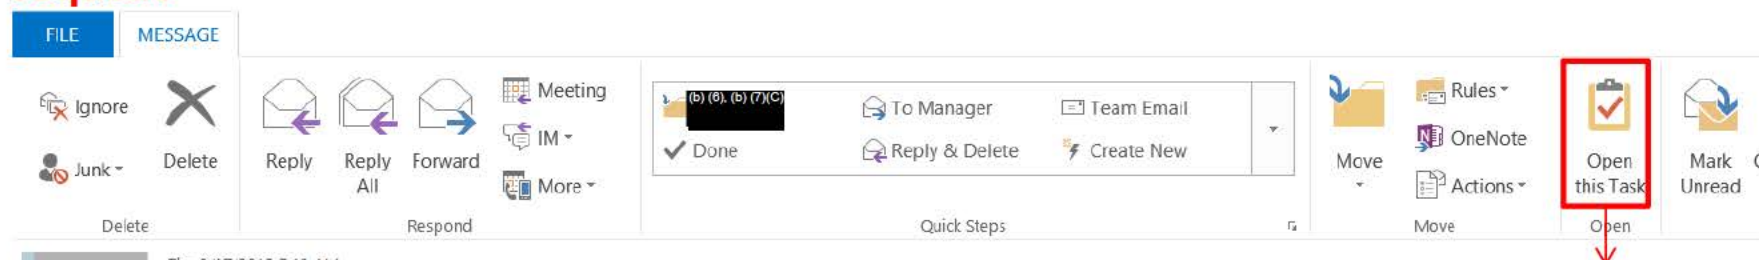 FILE MESSAGE
Ignore
Junk
Delete
Delete
Reply
Reply
All
Forward
Meeting
IM
More
Respond
(b) (6), (b) (7)(C)
To Manager
Team Email
Done
Reply & Delete
Create New
Quick Steps
Move
Rules
OneNote
Actions
Move
Open
this Task
Open
Mark
Unread